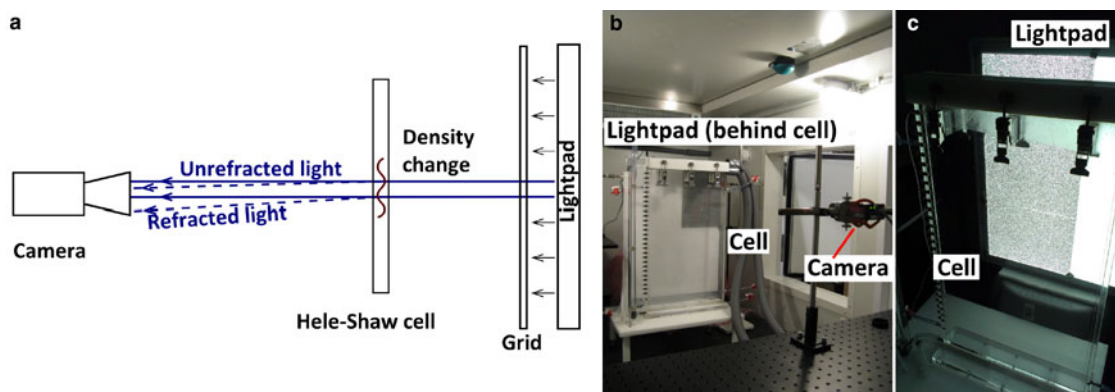 a
Unrefracted light
Refracted light
Camera
Density
change
Hele-Shaw cell
Grid
Lightpad
b
Lightpad (behind cell)
Cell
Camera
c
Lightpad
Cell